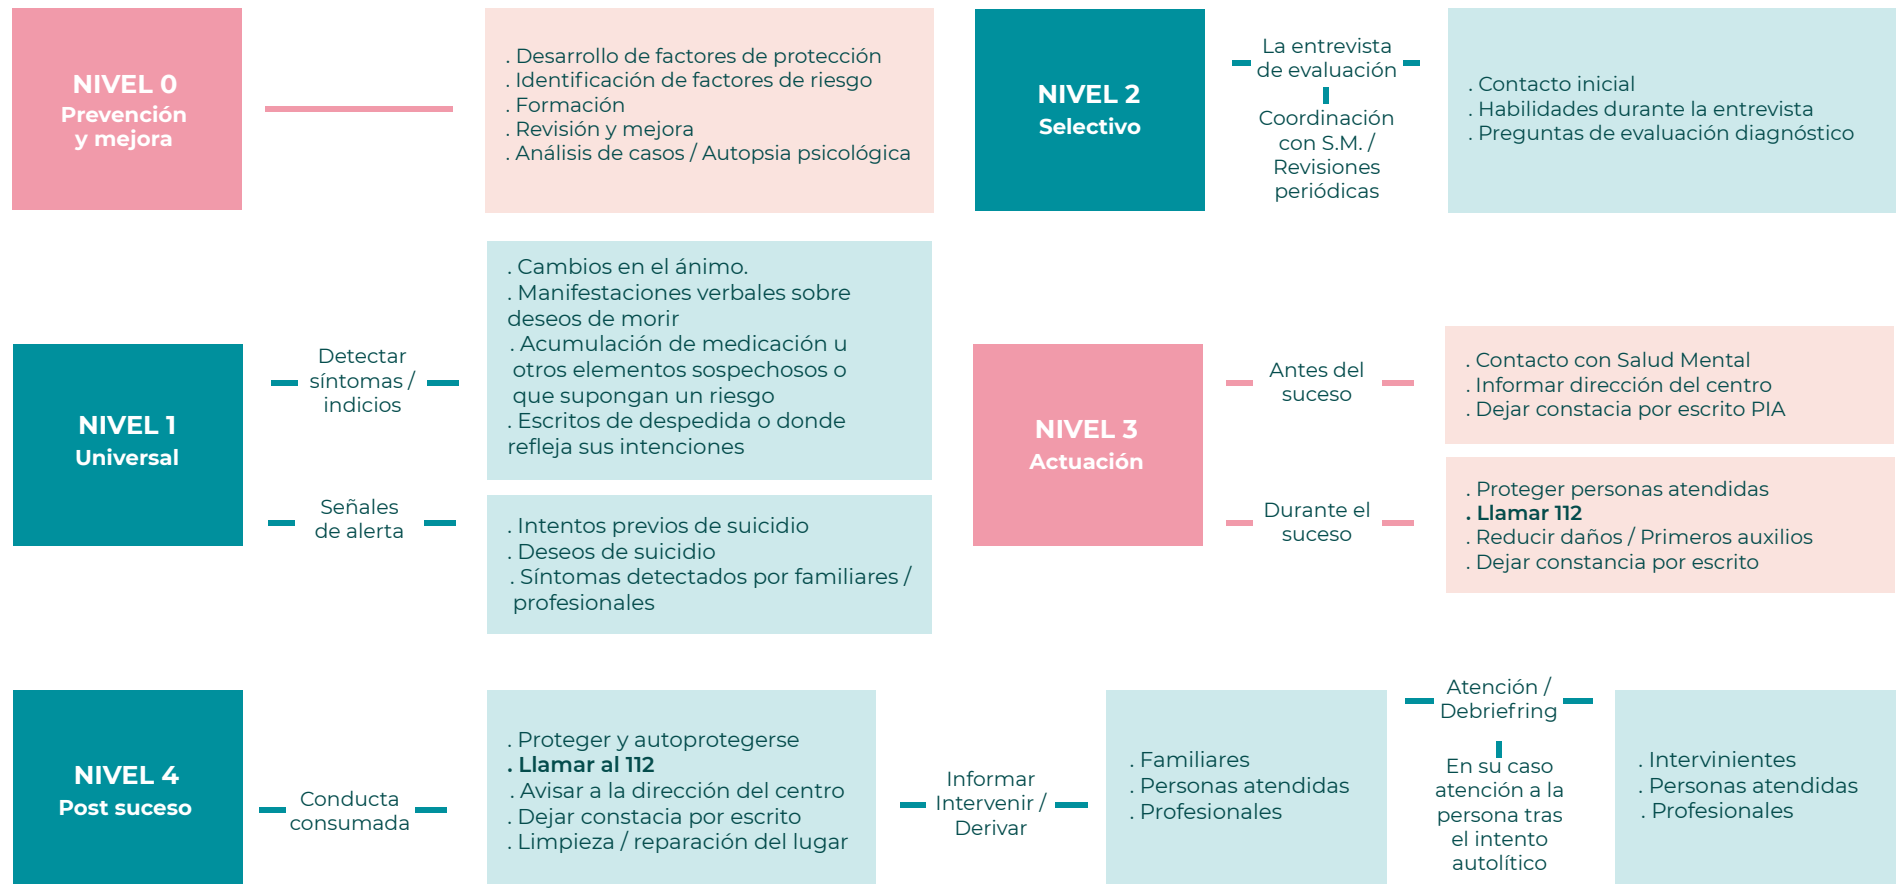 NIVEL 0
Prevención
y mejora
. Desarrollo de factores de protección
. Identificación de factores de riesgo
. Formación
. Revisión y mejora
. Análisis de casos / Autopsia psicológica
NIVEL 2
Selectivo
La entrevista
de evaluación
Coordinación
con S.M. /
Revisiones
periódicas
. Contacto inicial
. Habilidades durante la entrevista
. Preguntas de evaluación diagnóstico
NIVEL 1
Universal
Detectar
síntomas /
indicios
. Cambios en el ánimo.
. Manifestaciones verbales sobre
deseos de morir
. Acumulación de medicación u
otros elementos sospechosos o
que supongan un riesgo
. Escritos de despedida o donde
refleja sus intenciones
Señales
de alerta
. Intentos previos de suicidio
. Deseos de suicidio
. Síntomas detectados por familiares /
profesionales
NIVEL 3
Actuación
Antes del
suceso
. Contacto con Salud Mental
. Informar dirección del centro
. Dejar constacia por escrito PIA
Durante el
suceso
. Proteger personas atendidas
. Llamar 112
. Reducir daños / Primeros auxilios
. Dejar constancia por escrito
NIVEL 4
Post suceso
Conducta
consumada
. Proteger y autoprotegerse
. Llamar al 112
. Avisar a la dirección del centro
. Dejar constacia por escrito
. Limpieza / reparación del lugar
Informar
Intervenir /
Derivar
. Familiares
. Personas atendidas
. Profesionales
Atención /
Debriefring
En su caso
atención a la
persona tras
el intento
autolítico
. Intervinientes
. Personas atendidas
. Profesionales